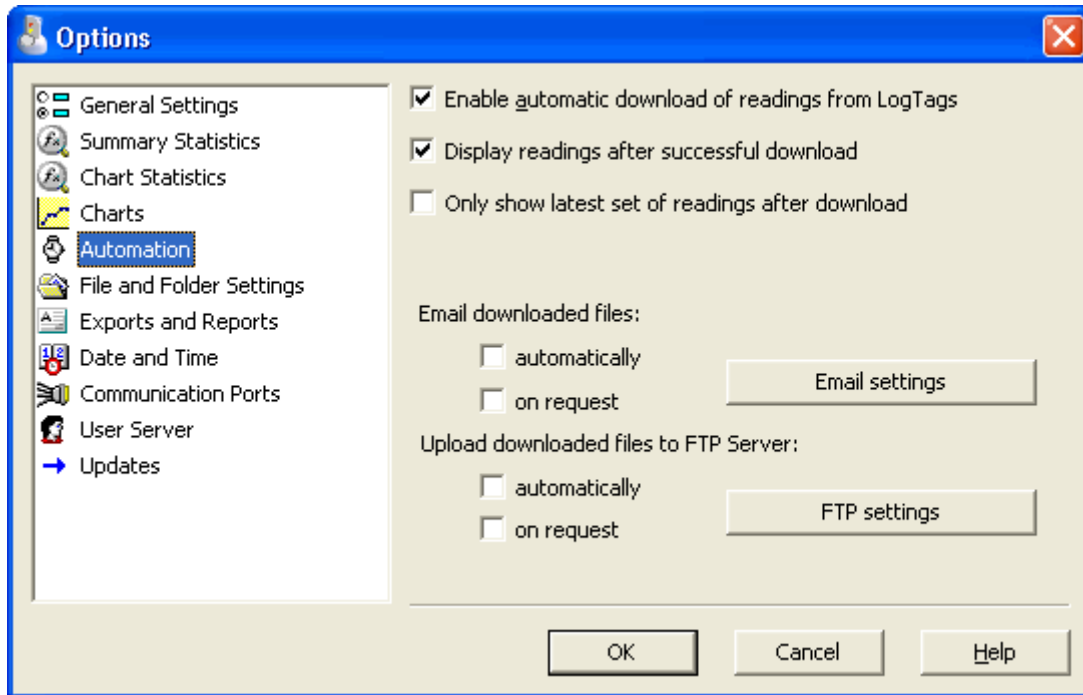 Options
General Settings
Summary Statistics
Chart Statistics
Charts
Automation
File and Folder Settings
Exports and Reports
Date and Time
Communication Ports
User Server
Updates
Enable automatic download of readings from LogTags
Display readings after successful download
Only show latest set of readings after download
Email downloaded files:
automatically
on request
Email settings
Upload downloaded files to FTP Server:
automatically
on request
FTP settings
OK
Cancel
Help